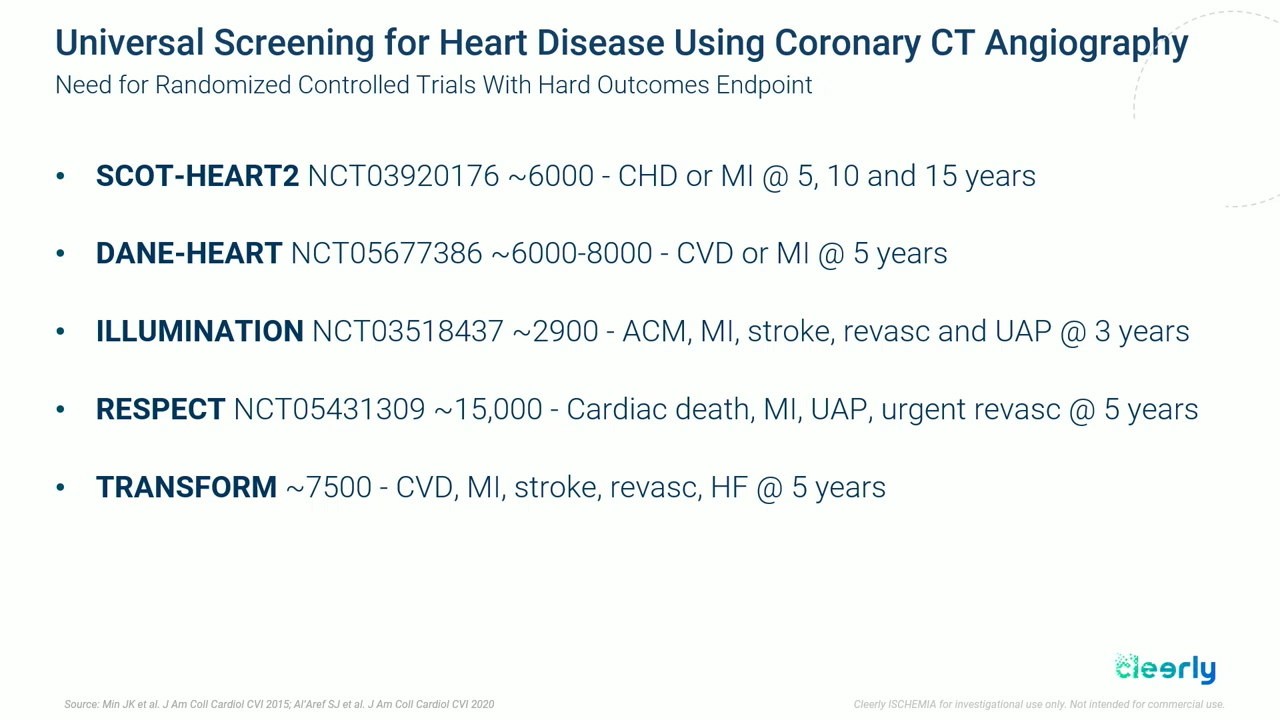 Universal Screening for Heart Disease Using Coronary CT Angiography
Need for Randomized Controlled Trials With Hard Outcomes Endpoint
• SCOT-HEART2 NCT03920176 ~6000 - CHD or MI @ 5, 10 and 15 years
• DANE-HEART NCT05677386 ~6000-8000 - CVD or MI @ 5 years
• ILLUMINATION NCT03518437 ~2900 - ACM, MI, stroke, revasc and UAP @ 3 years
• RESPECT NCT05431309 ~15,000 - Cardiac death, MI, UAP, urgent revasc @ 5 years
• TRANSFORM ~7500 - CVD, MI, stroke, revasc, HF @ 5 years
cleerly
Source: Min JK et al. J Am Coll Cardiol CVI 2015; Al'Aref SJ et al. J Am Coll Cardiol CVI 2020
Cleerly ISCHEMIA for investigational use only. Not intended for commercial use.